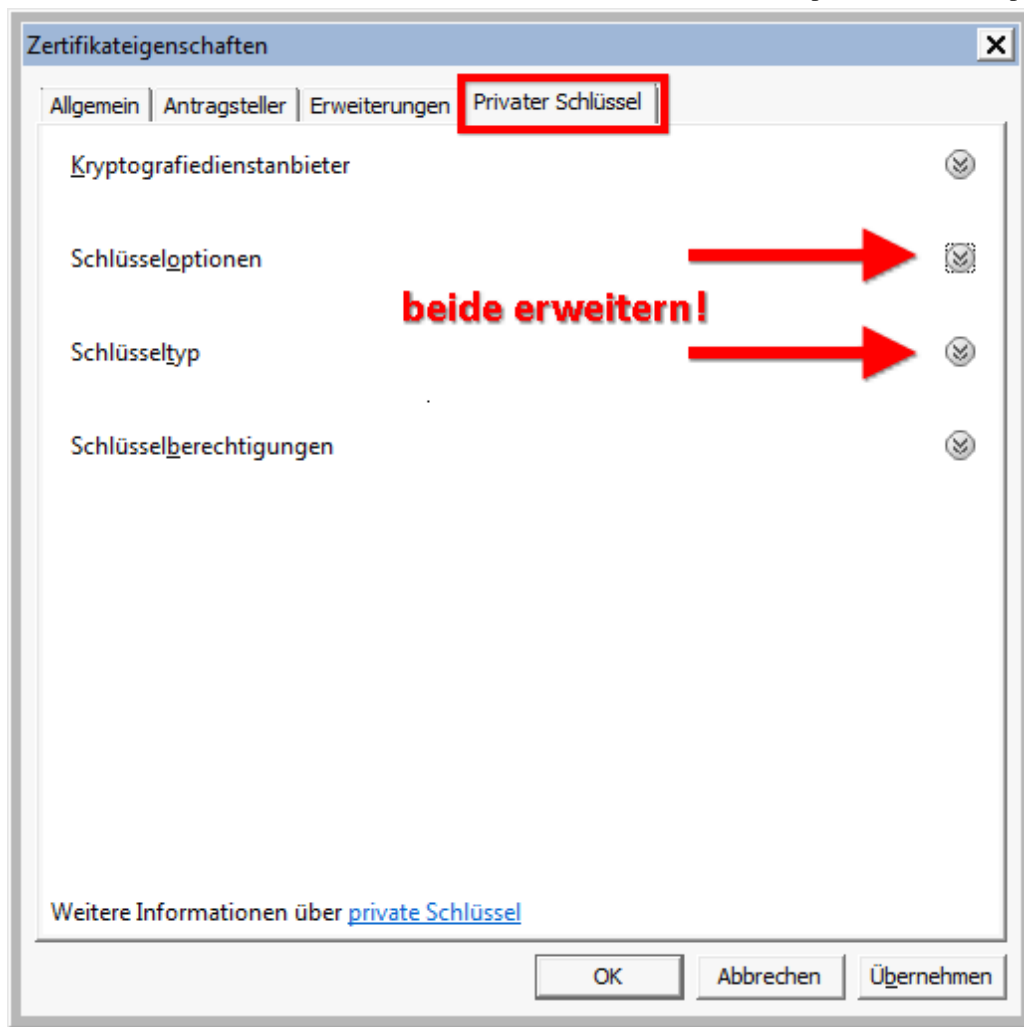 Zertifikateigenschaften
Allgemein Antragsteller Erweiterungen Privater Schlüssel
Kryptografiedienstanbieter
Schlüsseloptionen
beide erweitern!
Schlüsseltyp
Schlüsselberechtigungen
Weitere Informationen über private Schlüssel
OK Abbrechen Übernehmen